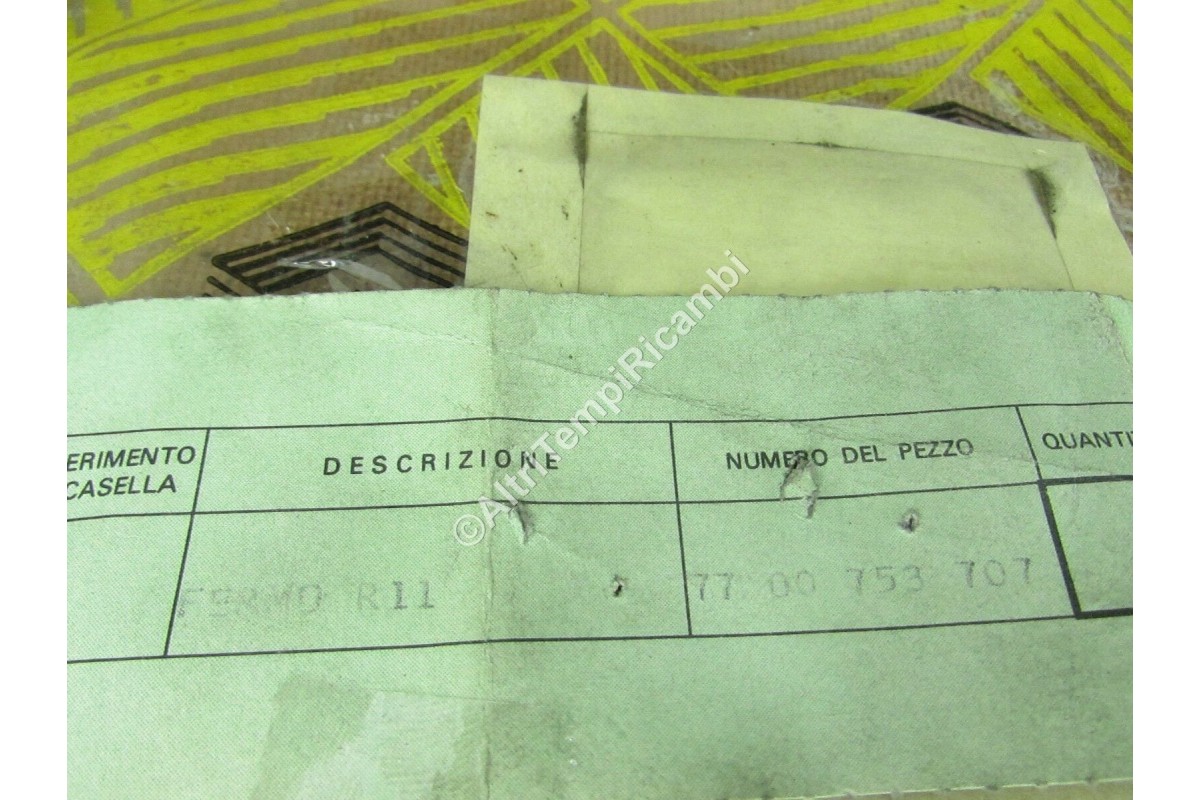 ERIMENTO
CASELLA
DESCRIZIONE
NUMERO DEL PEZZO
QUANTI
FERMO R11
77 00 753 707
©AltriTempiRicambi